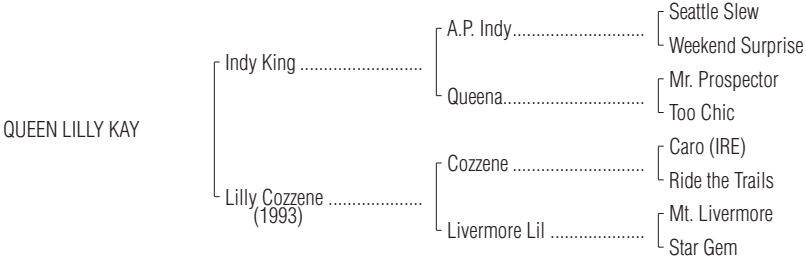 Seattle Slew
A.P. Indy..............................
Weekend Surprise
Indy King ..........................
Mr. Prospector
Queena................................
Too Chic
QUEEN LILLY KAY
Caro (IRE)
Cozzene ............................
Ride the Trails
Lilly Cozzene ....................
(1993)
Mt. Livermore
Livermore Lil ....................
Star Gem